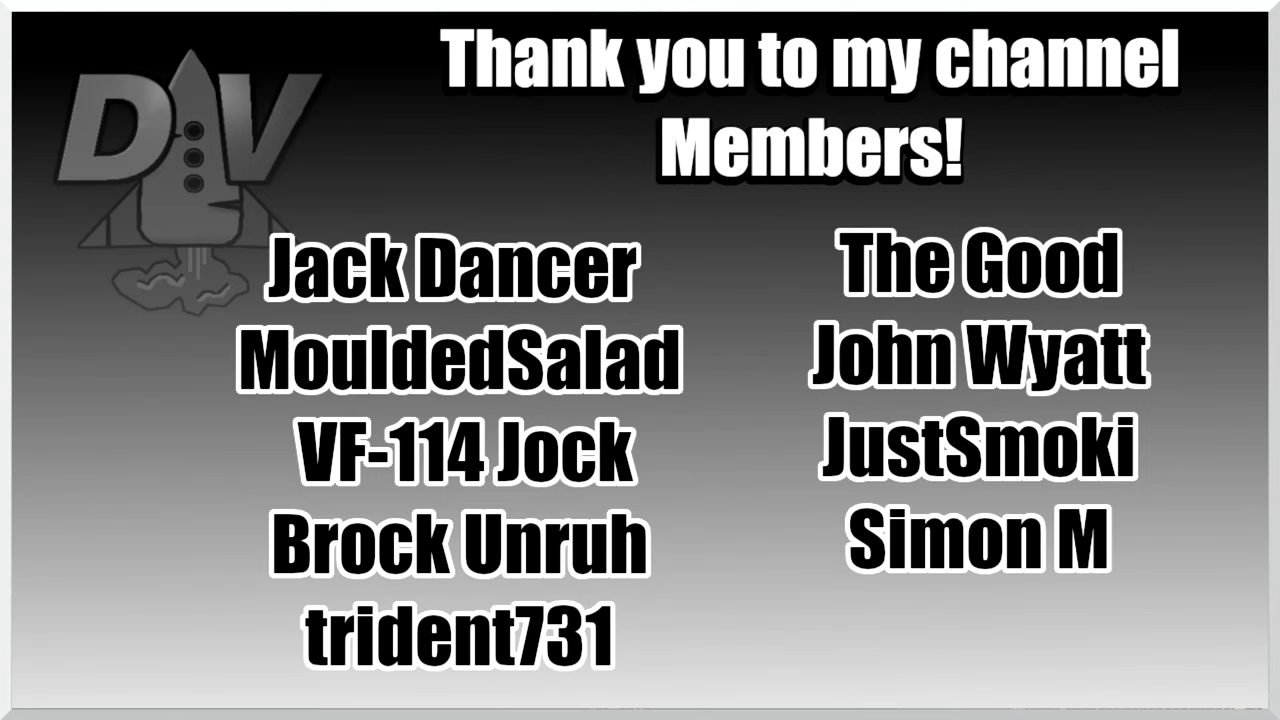 DV
Thank you to my channel
Members!
Jack Dancer
MouldedSalad
VF-114 Jock
Brock Unruh
trident731
The Good
John Wyatt
JustSmoki
Simon M